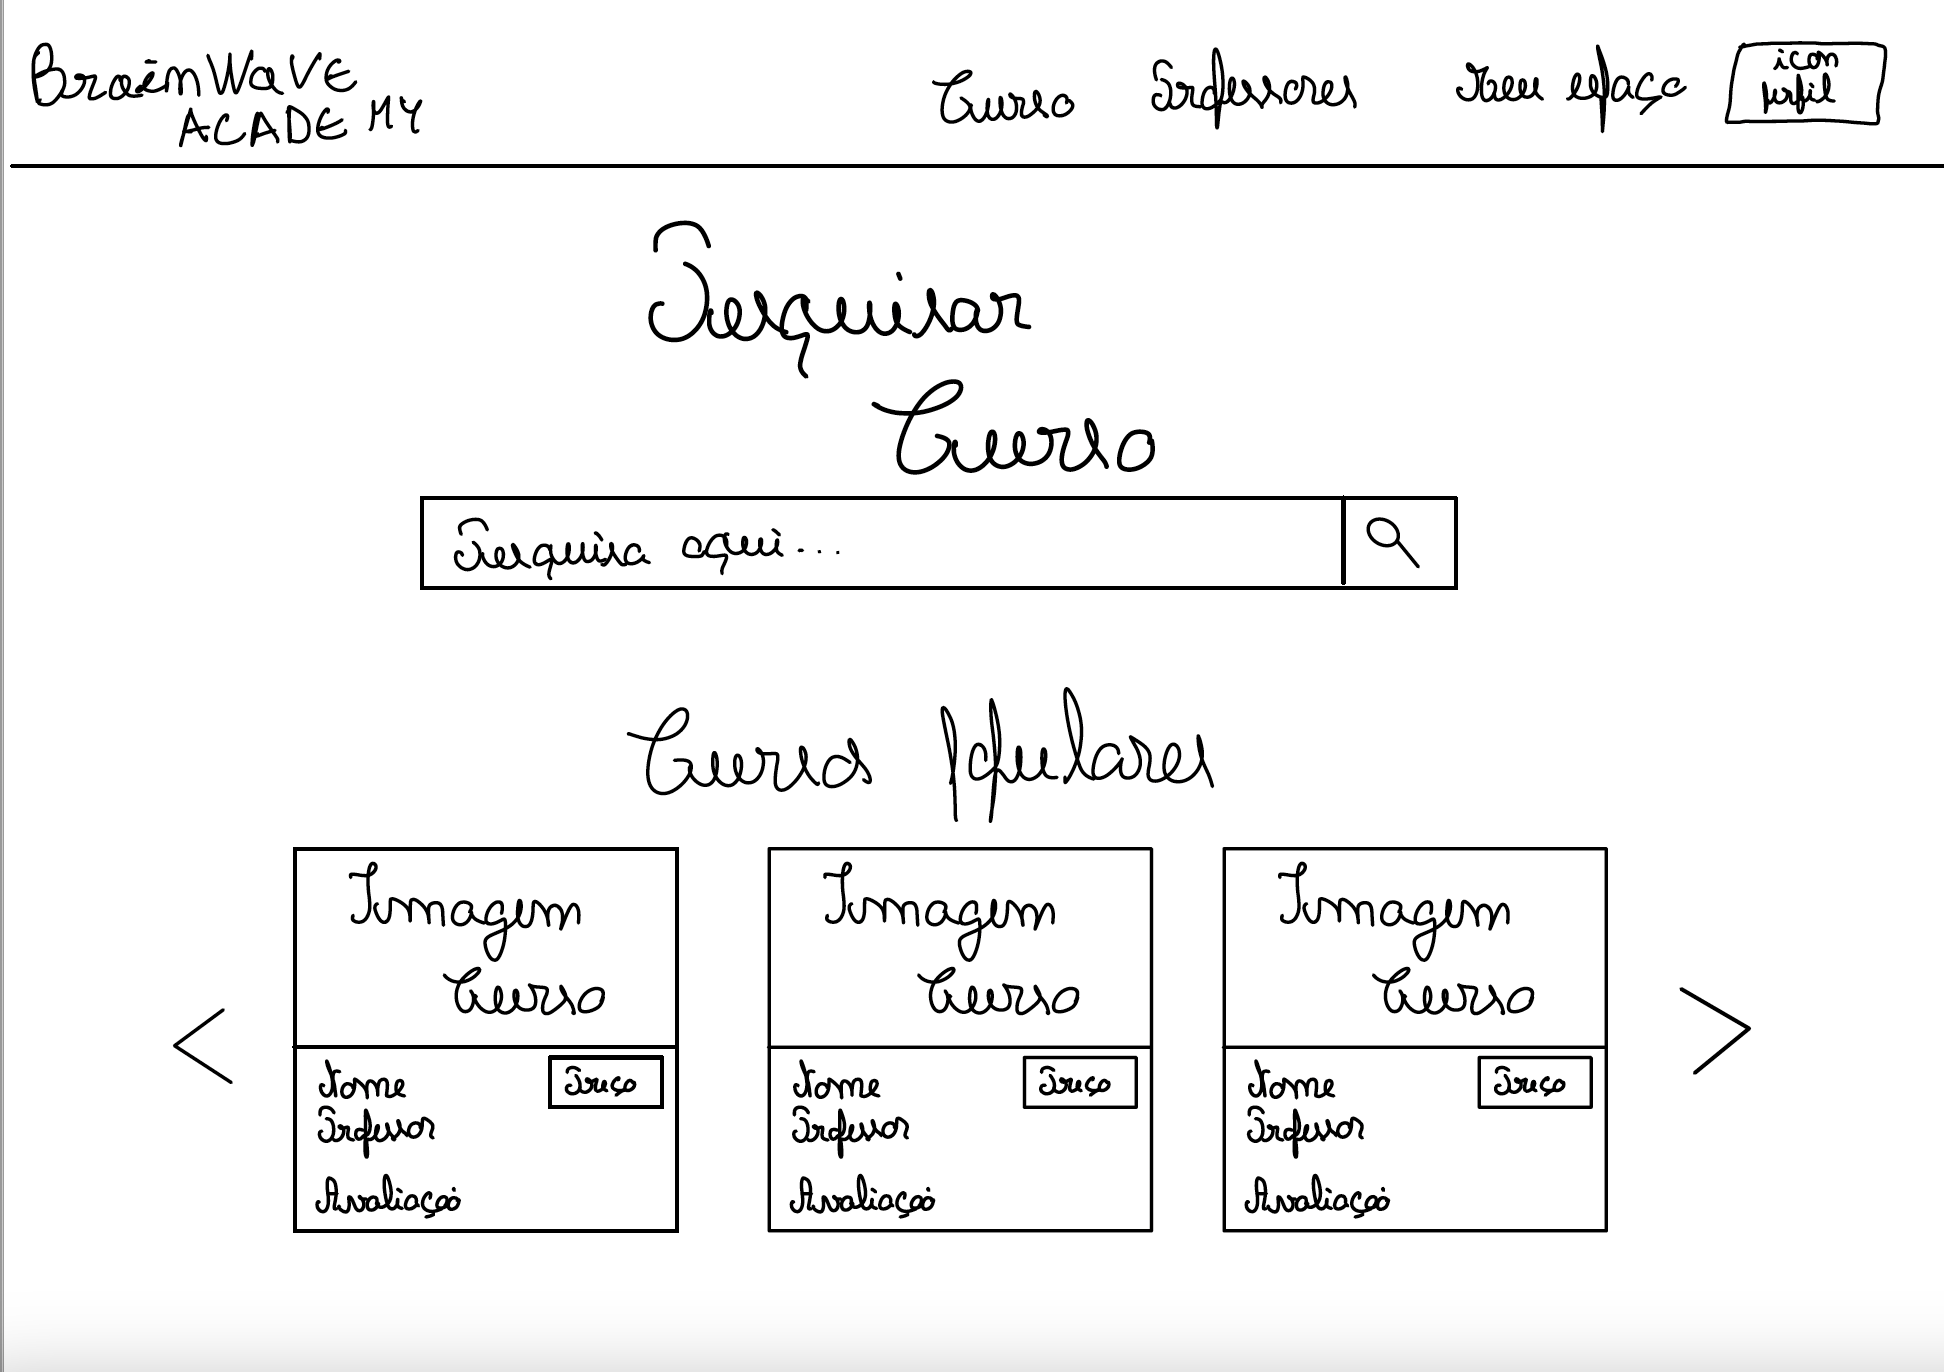 BrainWaVE
ACADEMY
Curso Professores Meu espaço icon
perfil
Pesquisar
Curso
Pesquisa aqui...
Cursos populares
Imagem
Curso
Nome Preço
Professor
Avaliação
Imagem
Curso
Nome Preço
Professor
Avaliação
Imagem
Curso
Nome Preço
Professor
Avaliação